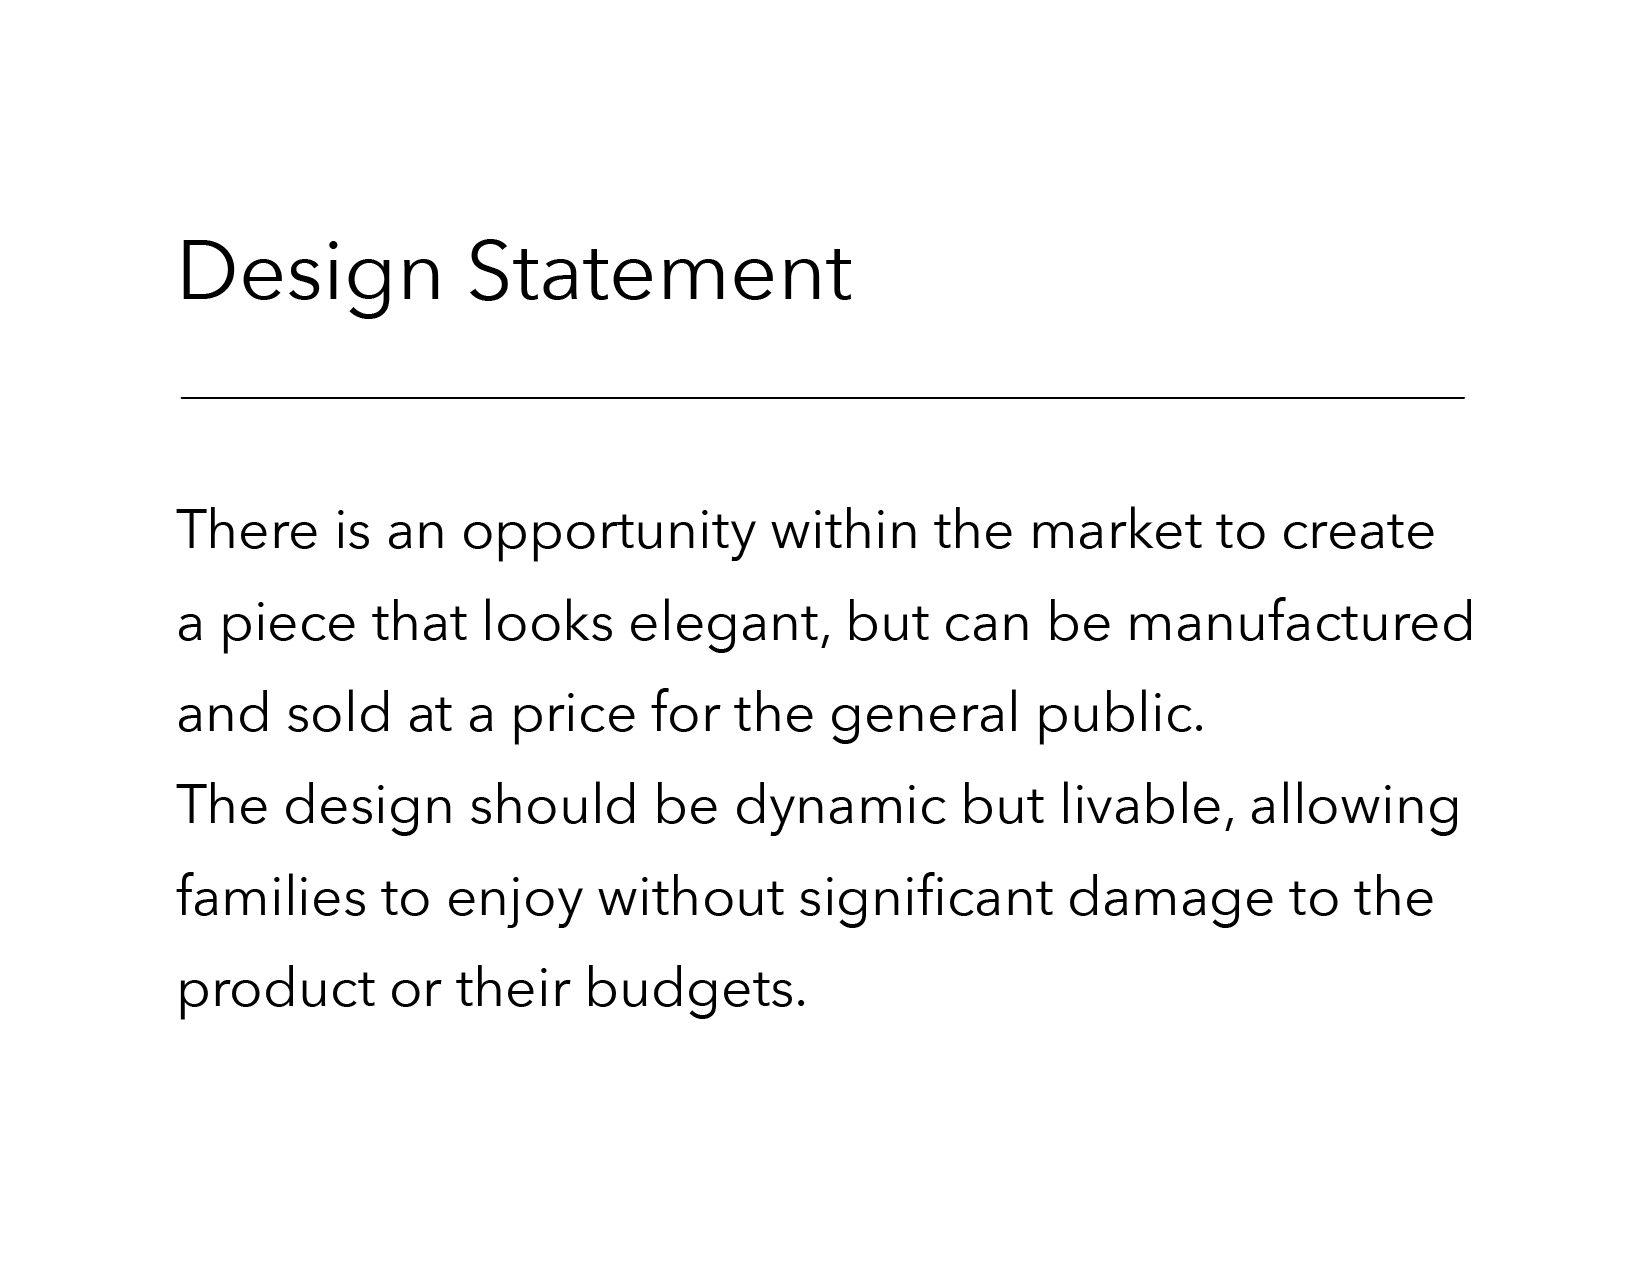 Design Statement
There is an opportunity within the market to create
a piece that looks elegant, but can be manufactured
and sold at a price for the general public.
The design should be dynamic but livable, allowing
families to enjoy without significant damage to the
product or their budgets.